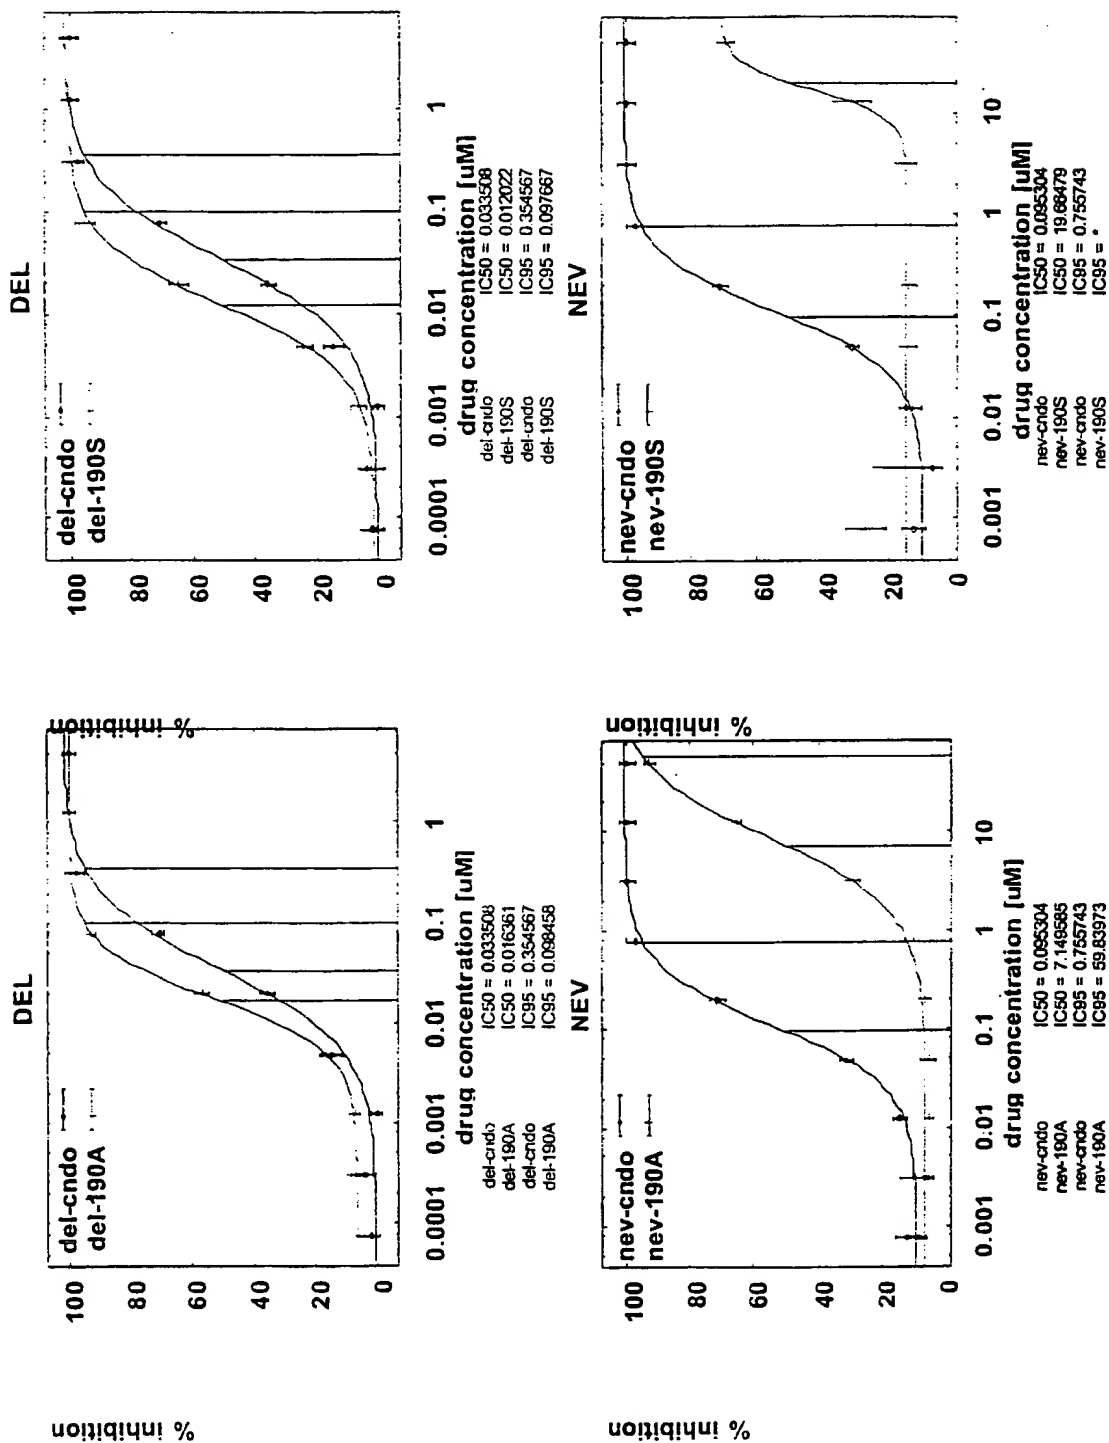 DEL
del-cndo
del-190A
% inhibition
100
80
60
40
20
0
0.0001
0.001
0.01
0.1
1
drug concentration [uM]
del-cndo IC50 = 0.033508
del-190A IC50 = 0.016361
del-cndo IC95 = 0.354567
del-190A IC95 = 0.098458
DEL
del-cndo
del-190S
% inhibition
100
80
60
40
20
0
0.0001
0.001
0.01
0.1
1
drug concentration [uM]
del-cndo IC50 = 0.033508
del-190S IC50 = 0.012022
del-cndo IC95 = 0.354567
del-190S IC95 = 0.097667
NEV
nev-cndo
nev-190A
% inhibition
100
80
60
40
20
0
0.001
0.01
0.1
1
10
drug concentration [uM]
nev-cndo IC50 = 0.095304
nev-190A IC50 = 7.149585
nev-cndo IC95 = 0.755743
nev-190A IC95 = 59.83973
NEV
nev-cndo
nev-190S
% inhibition
100
80
60
40
20
0
0.001
0.01
0.1
1
10
drug concentration [uM]
nev-cndo IC50 = 0.095304
nev-190S IC50 = 19.66479
nev-cndo IC95 = 0.755743
nev-190S IC95 = *